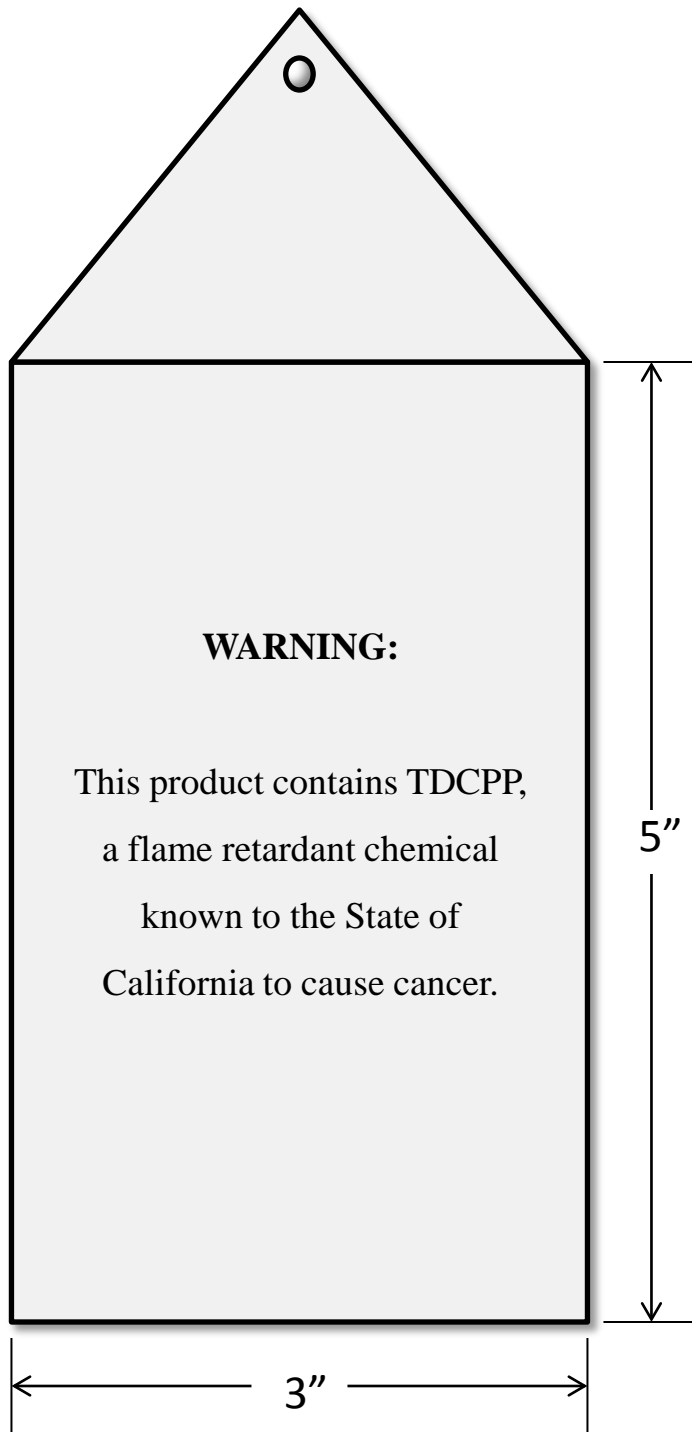 WARNING:
This product contains TDCPP,
a flame retardant chemical
known to the State of
California to cause cancer.
5”
3”